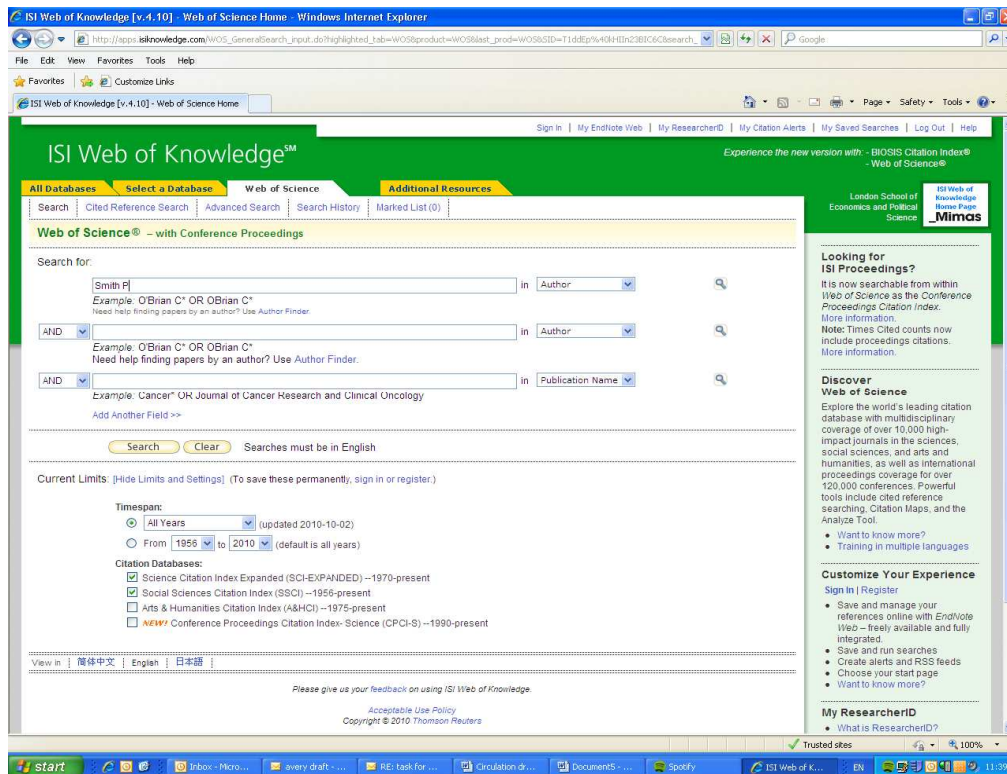 ISI Web of Knowledge [v.4.10] - Web of Science Home - Windows Internet Explorer
Google
File Edit View Favorites Tools Help
Favorites Customize Links
ISI Web of Knowledge [v.4.10] - Web of Science Home
Page Safety Tools
Sign In | My EndNote Web | My ResearcherID | My Citation Alerts | My Saved Searches | Log Out | Help
ISI Web of Knowledge℠
Experience the new version with: - BIOSIS Citation Index®
- Web of Science®
All Databases Select a Database Web of Science Additional Resources
Search Cited Reference Search Advanced Search Search History Marked List (0)
London School of Economics and Political Science
ISI Web of Knowledge Home Page
Mimas
Web of Science® – with Conference Proceedings
Search for:
Smith P in Author
Example: O'Brian C* OR OBrian C*
Need help finding papers by an author? Use Author Finder.
AND in Author
Example: O'Brian C* OR OBrian C*
Need help finding papers by an author? Use Author Finder.
AND in Publication Name
Example: Cancer* OR Journal of Cancer Research and Clinical Oncology
Add Another Field >>
Search Clear Searches must be in English
Current Limits: [Hide Limits and Settings] (To save these permanently, sign in or register.)
Timespan:
All Years (updated 2010-10-02)
From 1956 to 2010 (default is all years)
Citation Databases:
Science Citation Index Expanded (SCI-EXPANDED) --1970-present
Social Sciences Citation Index (SSCI) --1956-present
Arts & Humanities Citation Index (A&HCI) --1975-present
NEW! Conference Proceedings Citation Index- Science (CPCI-S) --1990-present
View in 简体中文 English 日本語
Please give us your feedback on using ISI Web of Knowledge.
Acceptable Use Policy
Copyright © 2010 Thomson Reuters
Looking for
ISI Proceedings?
It is now searchable from within
Web of Science as the Conference
Proceedings Citation Index.
More information.
Note: Times Cited counts now
include proceedings citations.
More information.
Discover
Web of Science
Explore the world's leading citation
database with multidisciplinary
coverage of over 10,000 high-
impact journals in the sciences,
social sciences, and arts and
humanities, as well as international
proceedings coverage for over
120,000 conferences. Powerful
tools include cited reference
searching, Citation Maps, and the
Analyze Tool.
Want to know more?
Training in multiple languages
Customize Your Experience
Sign In | Register
Save and manage your
references online with EndNote
Web – freely available and fully
integrated.
Save and run searches
Create alerts and RSS feeds
Choose your start page
Want to know more?
My ResearcherID
What is ResearcherID?
Trusted sites 100%
start Inbox - Micro... avery draft - ... RE: task for ... Circulation dr... Document5 - ... Spotify ISI Web of K... EN